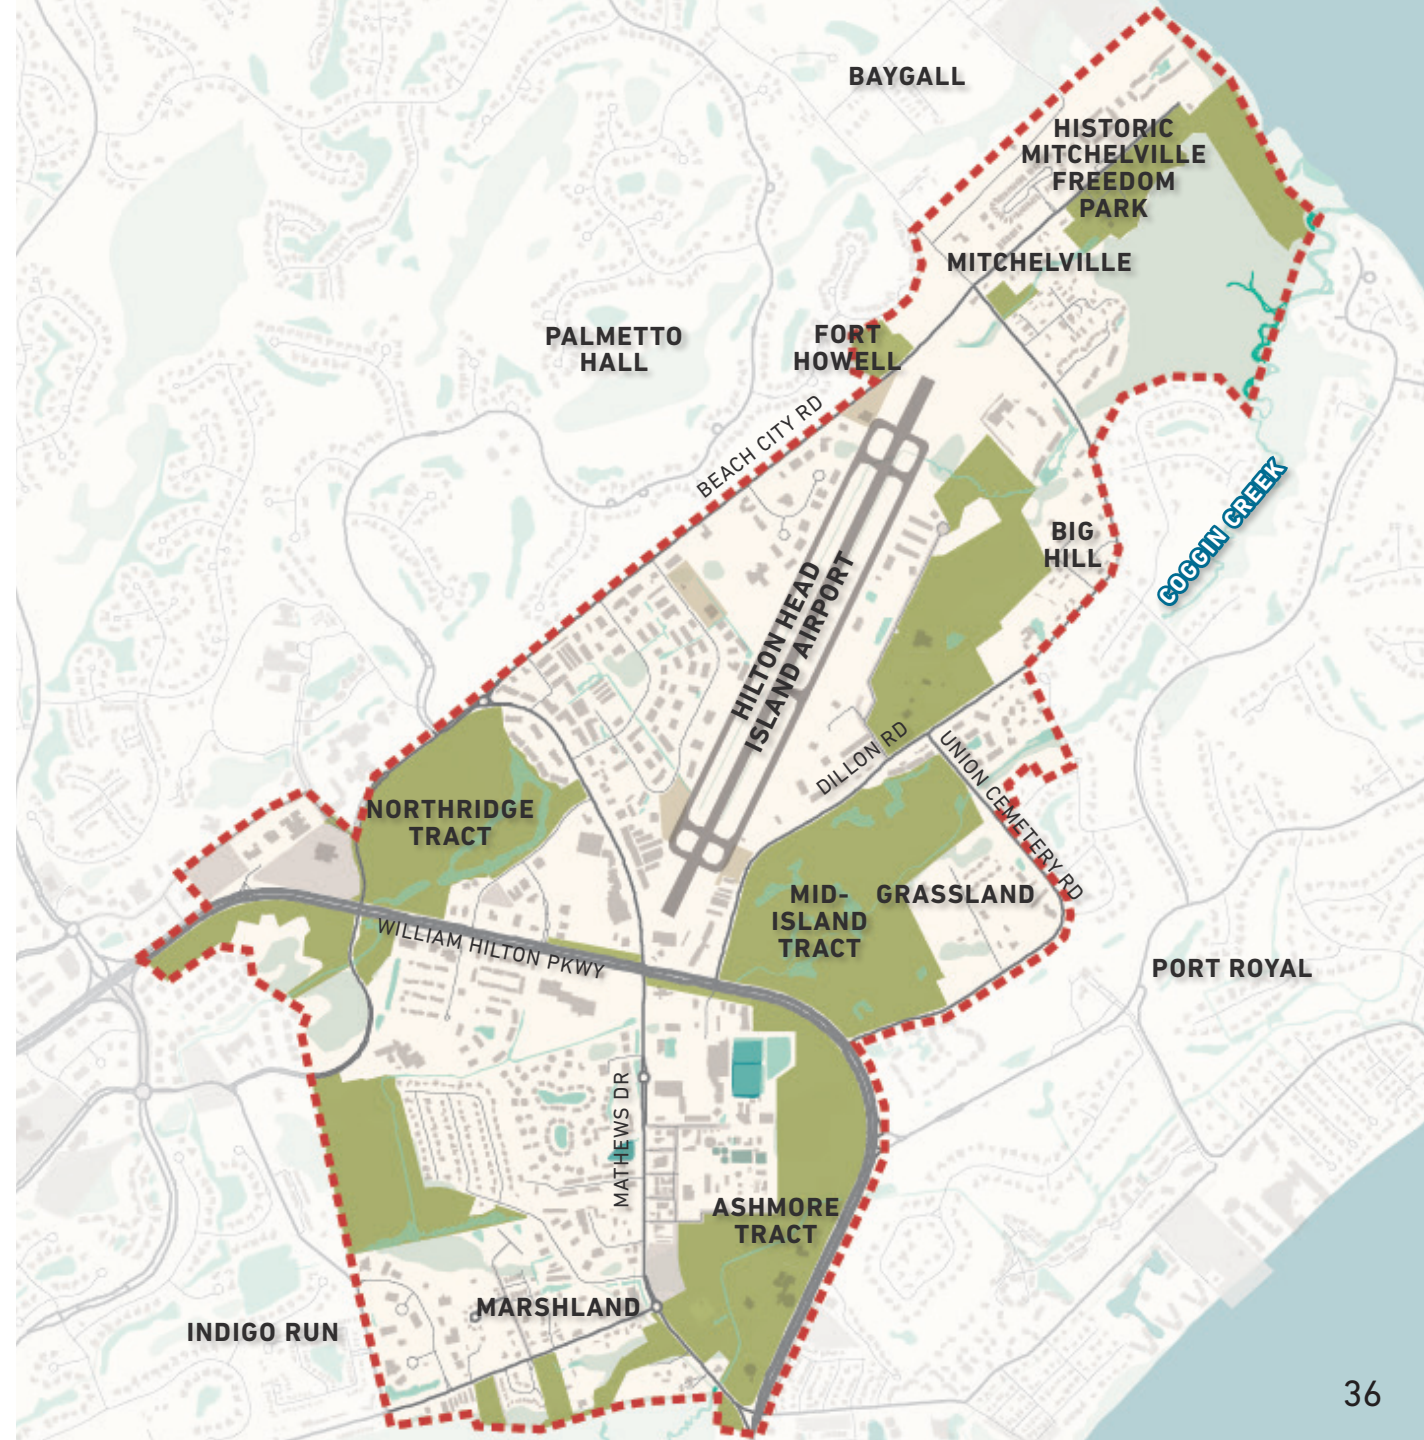 BAYGALL
HISTORIC
MITCHELVILLE
FREEDOM
PARK
MITCHELVILLE
PALMETTO
HALL
FORT
HOWELL
BEACH CITY RD
COGGIN CREEK
BIG
HILL
HILTON HEAD
ISLAND AIRPORT
DILLON RD
UNION CEMETERY RD
NORTHRIDGE
TRACT
MID-
ISLAND
TRACT
GRASSLAND
WILLIAM HILTON PKWY
PORT ROYAL
MATHEWS DR
ASHMORE
TRACT
MARSHLAND
INDIGO RUN
36